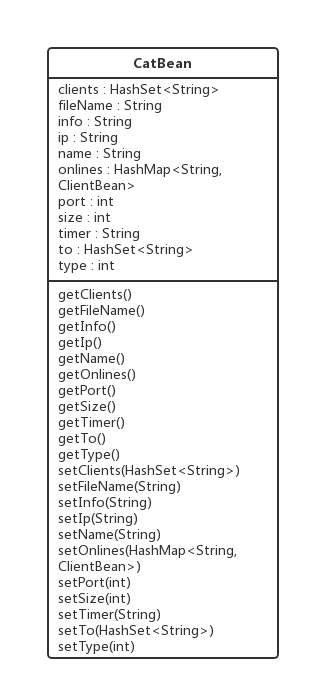 CatBean
clients : HashSet<String>
fileName : String
info : String
ip : String
name : String
onlines : HashMap<String,
ClientBean>
port : int
size : int
timer : String
to : HashSet<String>
type : int
getClients()
getFileName()
getInfo()
getIp()
getName()
getOnlines()
getPort()
getSize()
getTimer()
getTo()
getType()
setClients(HashSet<String>)
setFileName(String)
setInfo(String)
setIp(String)
setName(String)
setOnlines(HashMap<String,
ClientBean>)
setPort(int)
setSize(int)
setTimer(String)
setTo(HashSet<String>)
setType(int)